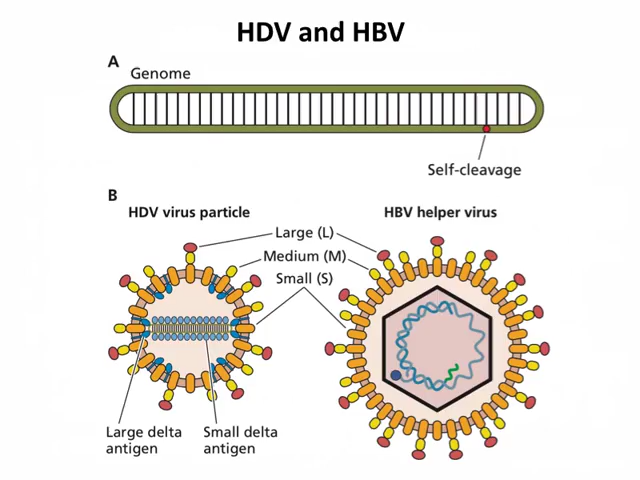 HDV and HBV
A
Genome
Self-cleavage
B
HDV virus particle
HBV helper virus
Large (L)
Medium (M)
Small (S)
Large delta
antigen
Small delta
antigen